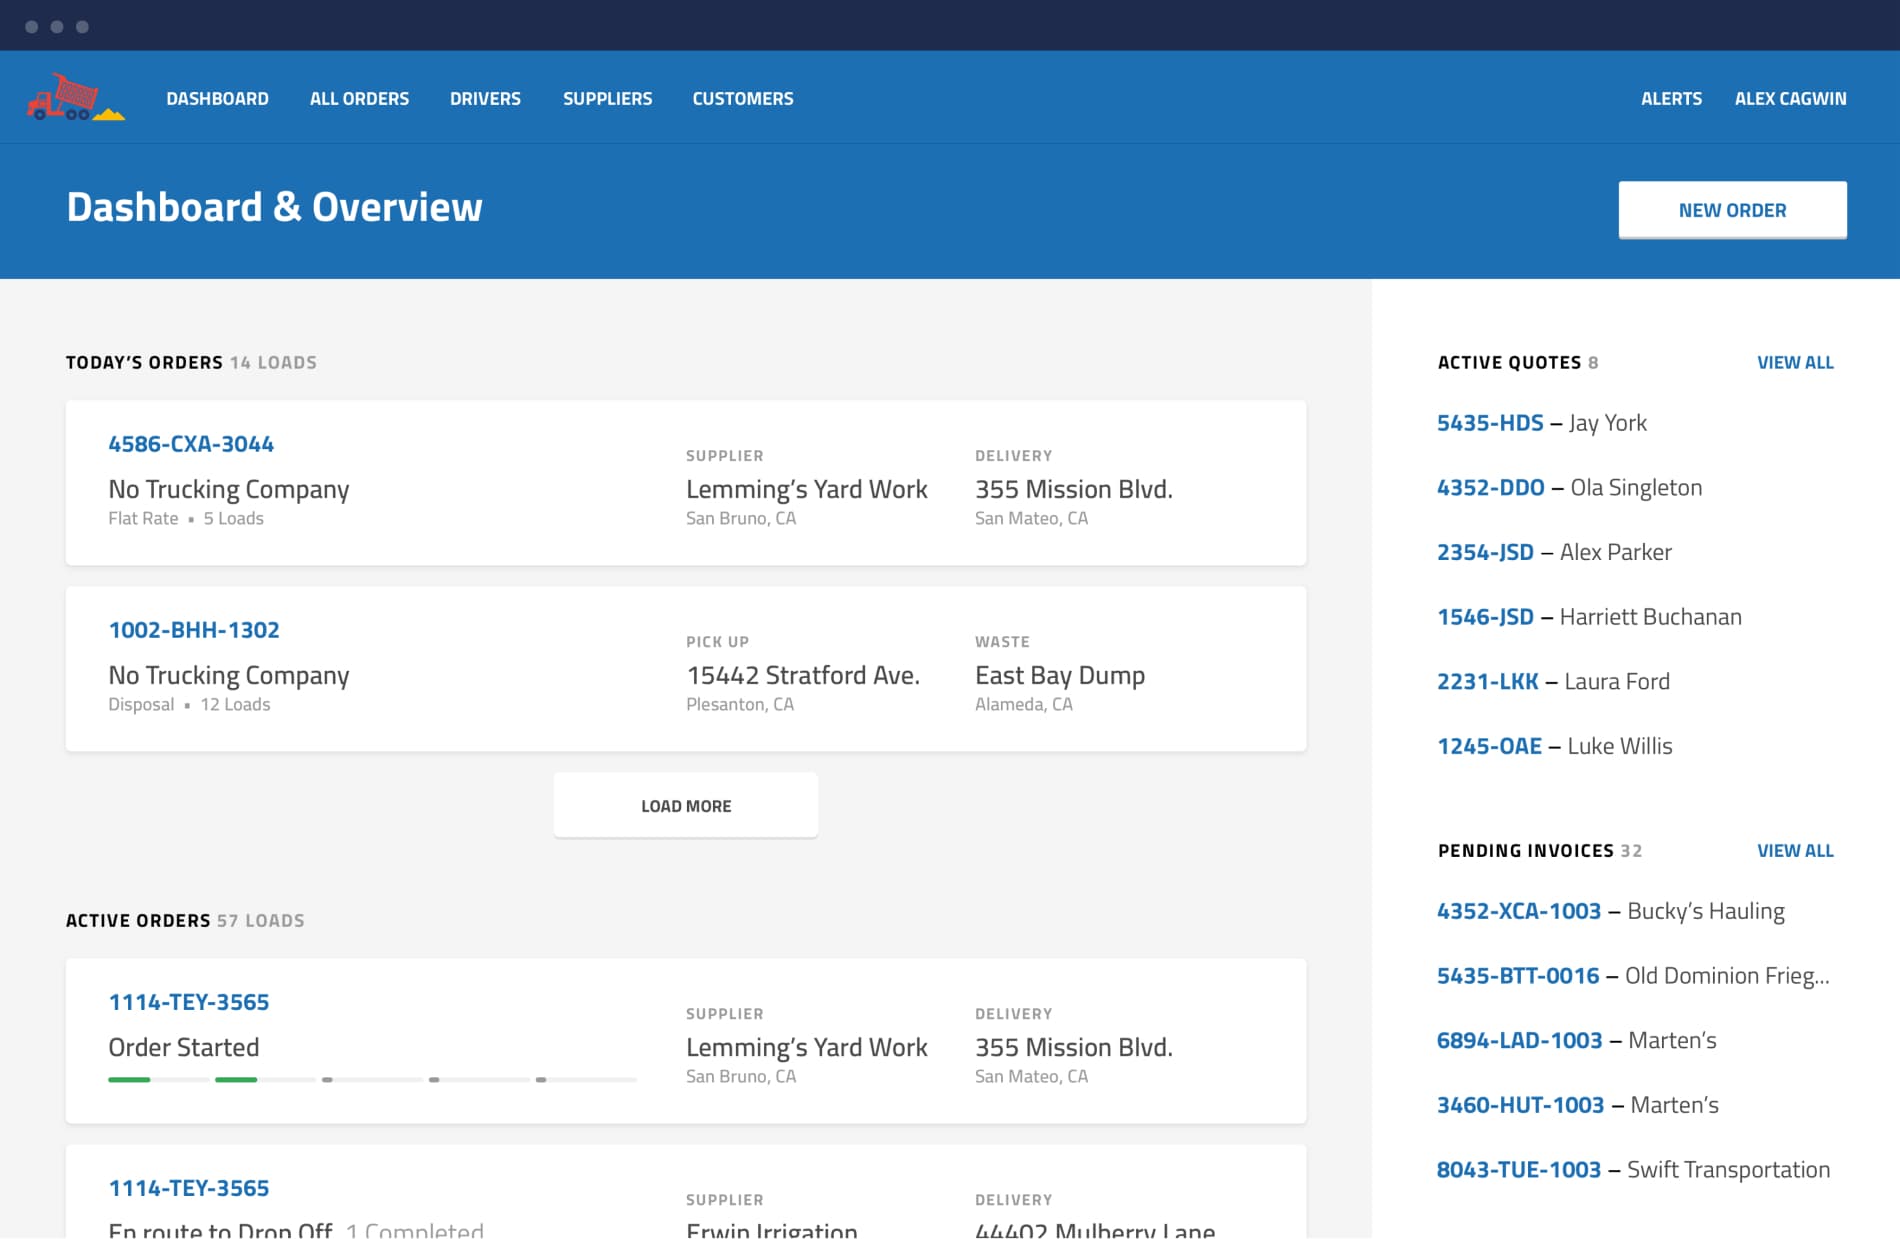 DASHBOARD ALL ORDERS DRIVERS SUPPLIERS CUSTOMERS ALERTS ALEX CAGWIN
Dashboard & Overview
NEW ORDER
TODAY’S ORDERS 14 LOADS
4586-CXA-3044
No Trucking Company
Flat Rate ▪ 5 Loads
SUPPLIER
Lemming’s Yard Work
San Bruno, CA
DELIVERY
355 Mission Blvd.
San Mateo, CA
1002-BHH-1302
No Trucking Company
Disposal ▪ 12 Loads
PICK UP
15442 Stratford Ave.
Plesanton, CA
WASTE
East Bay Dump
Alameda, CA
LOAD MORE
ACTIVE ORDERS 57 LOADS
1114-TEY-3565
Order Started
SUPPLIER
Lemming’s Yard Work
San Bruno, CA
DELIVERY
355 Mission Blvd.
San Mateo, CA
1114-TEY-3565
En route to Drop Off 1 Completed
SUPPLIER
Erwin Irrigation
DELIVERY
44402 Mulberry Lane
ACTIVE QUOTES 8 VIEW ALL
5435-HDS – Jay York
4352-DDO – Ola Singleton
2354-JSD – Alex Parker
1546-JSD – Harriett Buchanan
2231-LKK – Laura Ford
1245-OAE – Luke Willis
PENDING INVOICES 32 VIEW ALL
4352-XCA-1003 – Bucky’s Hauling
5435-BTT-0016 – Old Dominion Frieg...
6894-LAD-1003 – Marten’s
3460-HUT-1003 – Marten’s
8043-TUE-1003 – Swift Transportation